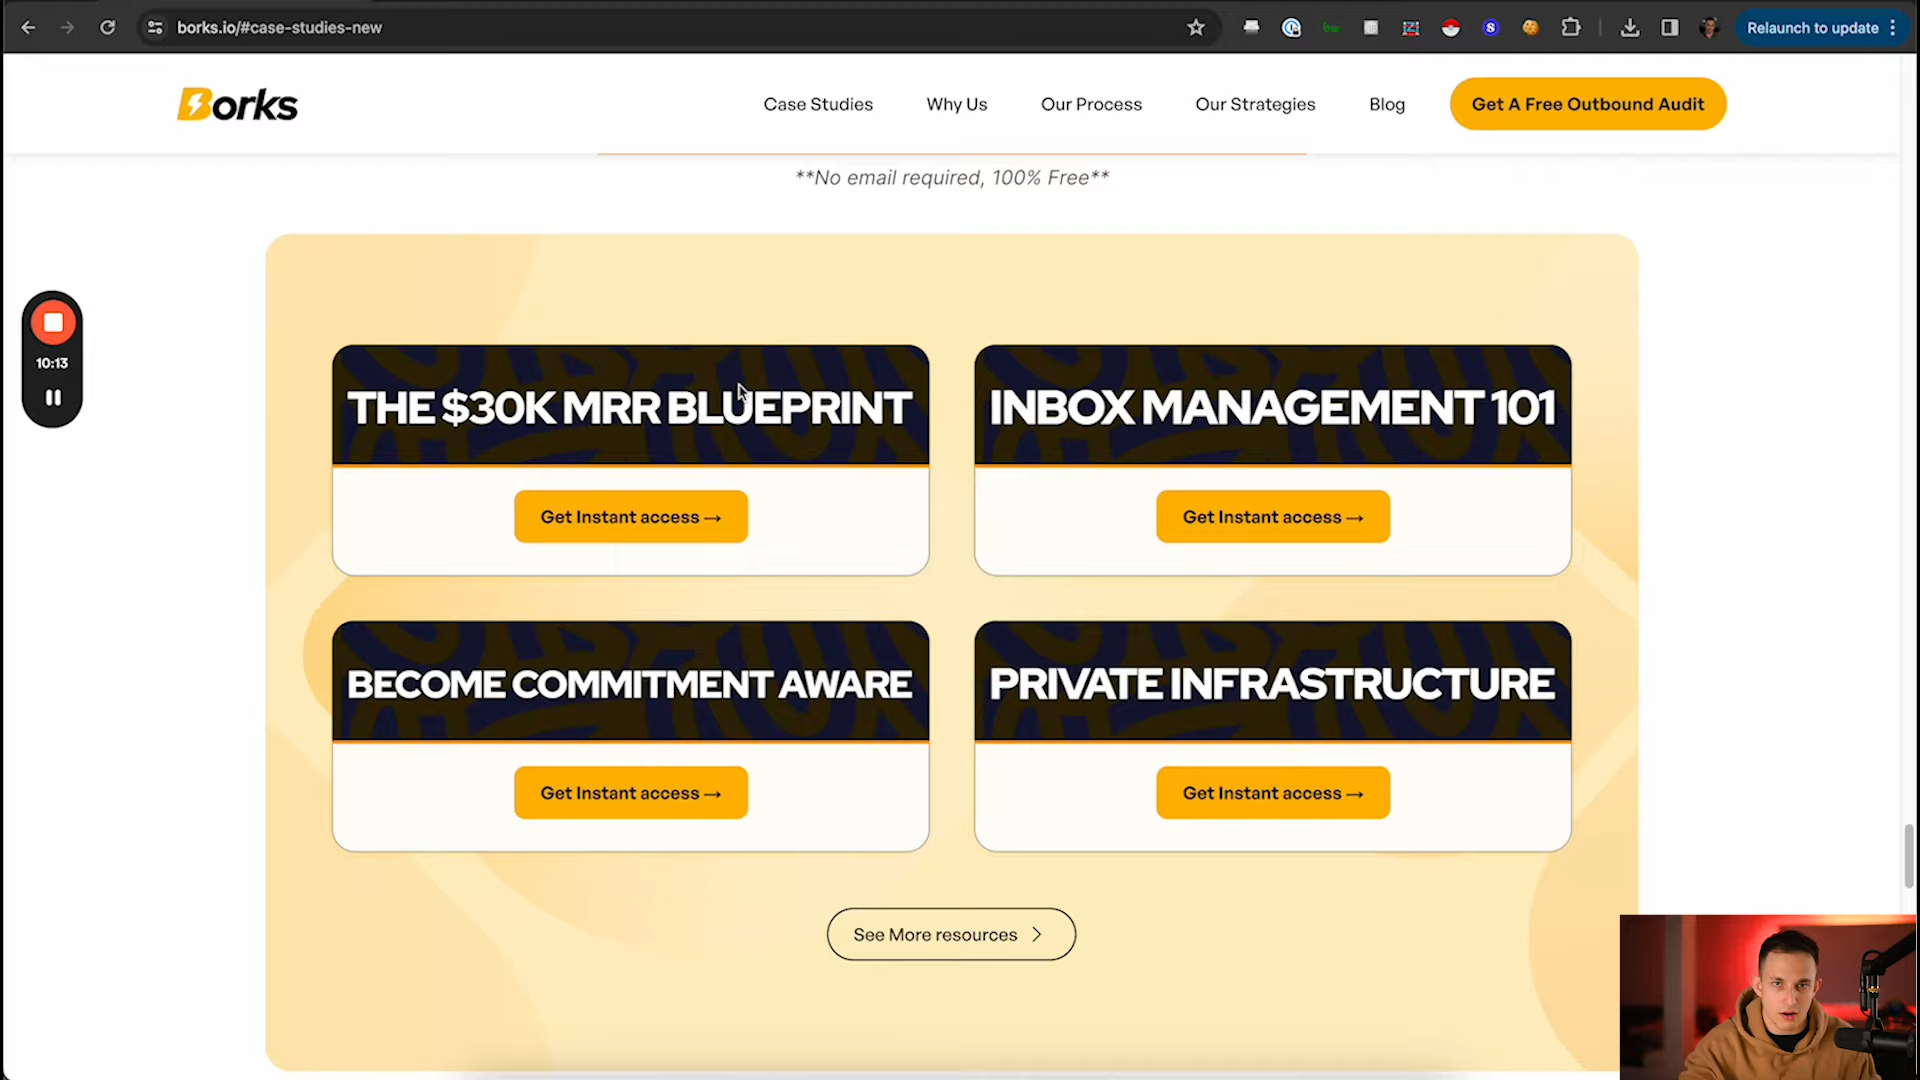 borks.io/#case-studies-new
Relaunch to update
Borks
Case Studies
Why Us
Our Process
Our Strategies
Blog
Get A Free Outbound Audit
**No email required, 100% Free**
10:13
THE $30K MRR BLUEPRINT
Get Instant access →
INBOX MANAGEMENT 101
Get Instant access →
BECOME COMMITMENT AWARE
Get Instant access →
PRIVATE INFRASTRUCTURE
Get Instant access →
See More resources >